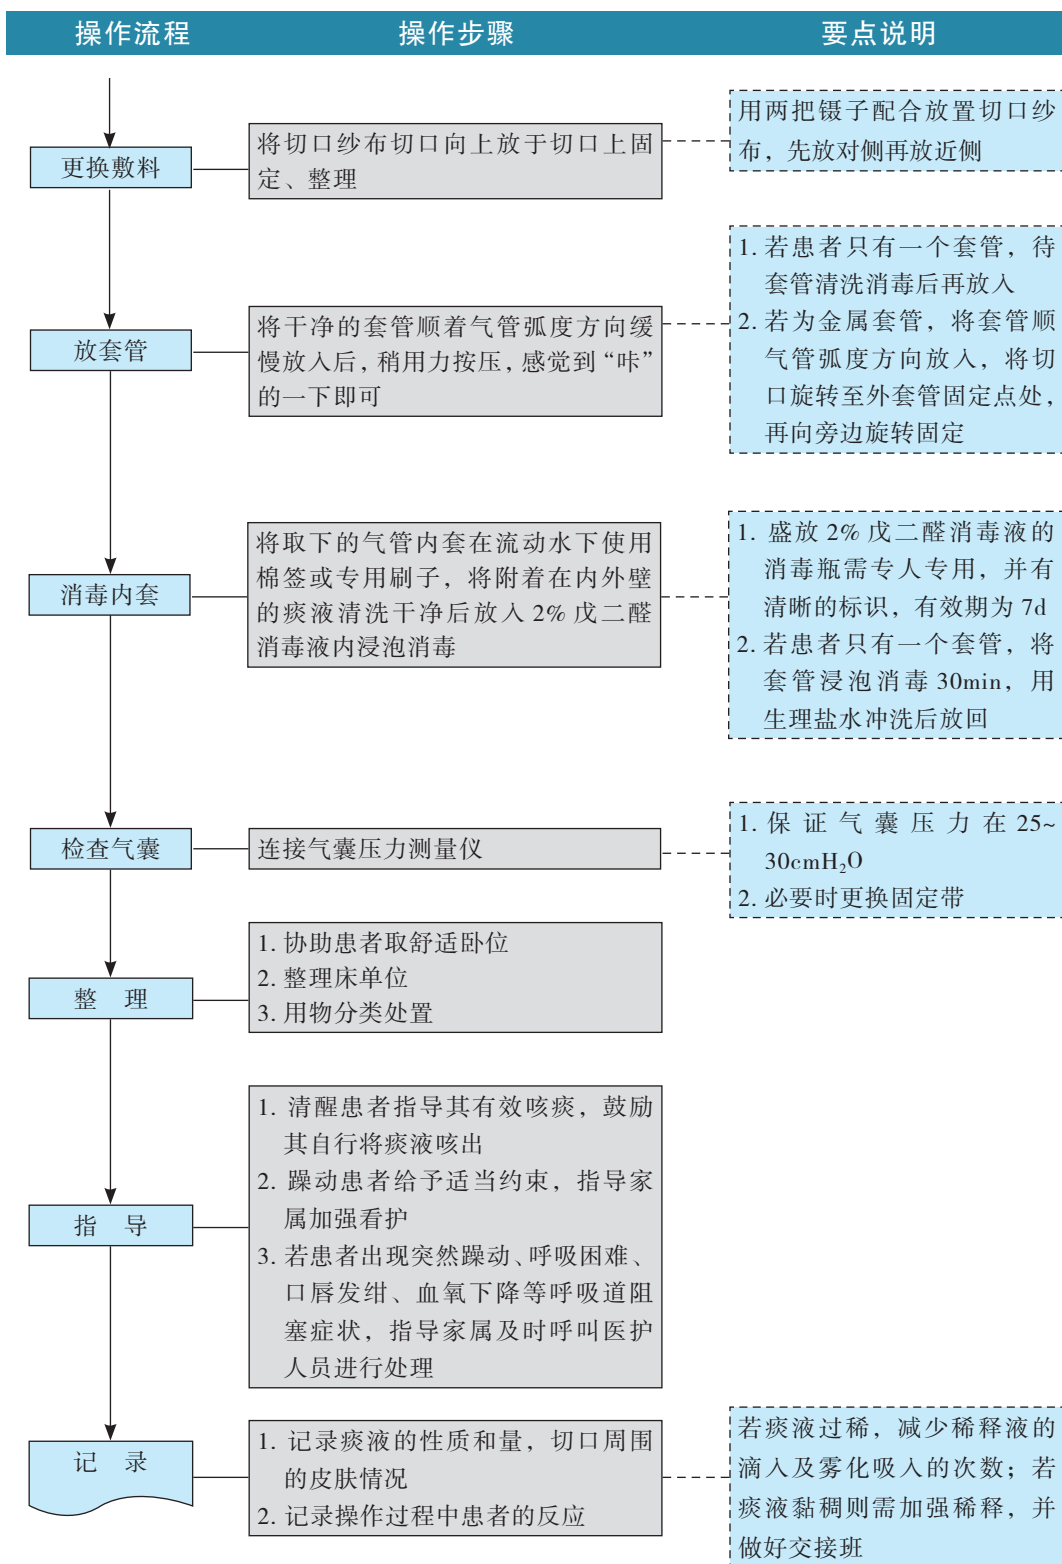 操作流程 操作步骤 要点说明
更换敷料
将切口纱布切口向上放于切口上固
定、整理
用两把镊子配合放置切口纱
布，先放对侧再放近侧
放套管
将干净的套管顺着气管弧度方向缓
慢放入后，稍用力按压，感觉到“咔”
的一下即可
1. 若患者只有一个套管，待
套管清洗消毒后再放入
2. 若为金属套管，将套管顺
气管弧度方向放入，将切
口旋转至外套管固定点处，
再向旁边旋转固定
消毒内套
将取下的气管内套在流动水下使用
棉签或专用刷子，将附着在内外壁
的痰液清洗干净后放入 2% 戊二醛
消毒液内浸泡消毒
1. 盛放 2% 戊二醛消毒液的
消毒瓶需专人专用，并有
清晰的标识，有效期为 7d
2. 若患者只有一个套管，将
套管浸泡消毒 30min，用
生理盐水冲洗后放回
检查气囊
连接气囊压力测量仪
1. 保证气囊压力在 25~
30cmH₂O
2. 必要时更换固定带
整 理
1. 协助患者取舒适卧位
2. 整理床单位
3. 用物分类处置
指 导
1. 清醒患者指导其有效咳痰，鼓励
其自行将痰液咳出
2. 躁动患者给予适当约束，指导家
属加强看护
3. 若患者出现突然躁动、呼吸困难、
口唇发绀、血氧下降等呼吸道阻
塞症状，指导家属及时呼叫医护
人员进行处理
记 录
1. 记录痰液的性质和量，切口周围
的皮肤情况
2. 记录操作过程中患者的反应
若痰液过稀，减少稀释液的
滴入及雾化吸入的次数；若
痰液黏稠则需加强稀释，并
做好交接班